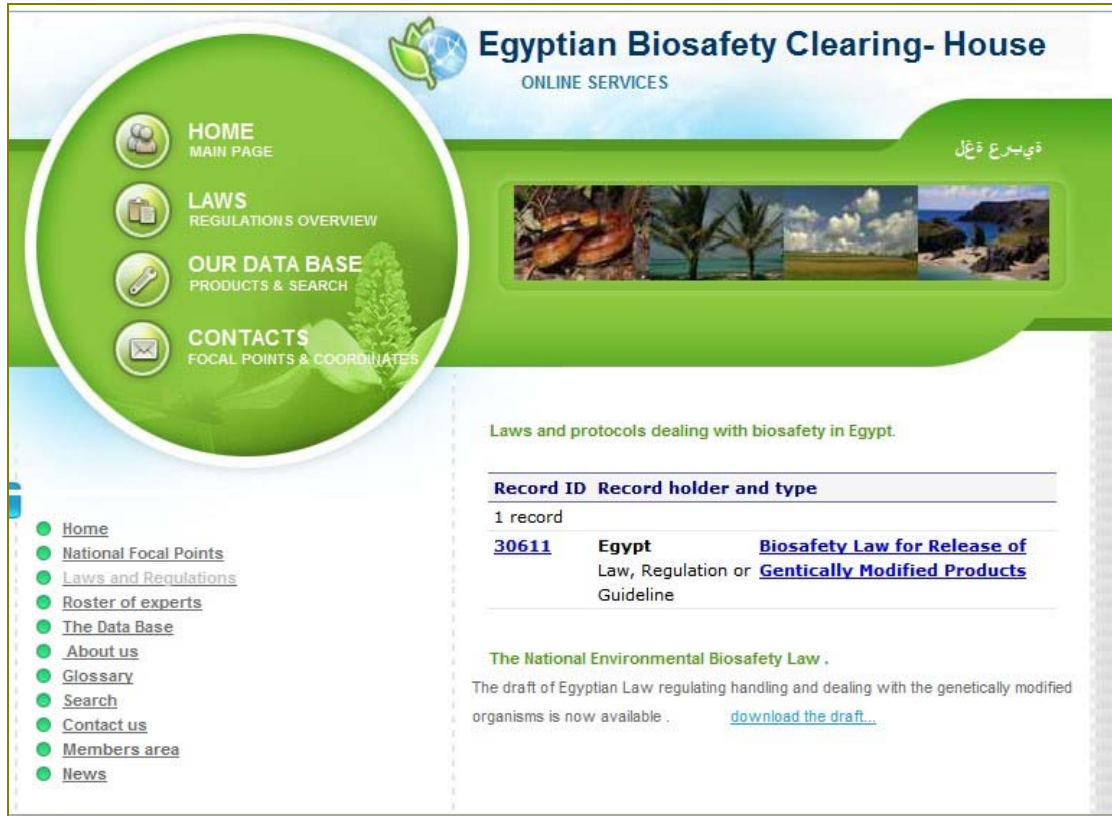 Egyptian Biosafety Clearing- House
ONLINE SERVICES
HOME
MAIN PAGE
LAWS
REGULATIONS OVERVIEW
OUR DATA BASE
PRODUCTS & SEARCH
CONTACTS
FOCAL POINTS & COORDINATES
ةيبرع ةغل
Home
National Focal Points
Laws and Regulations
Roster of experts
The Data Base
About us
Glossary
Search
Contact us
Members area
News
Laws and protocols dealing with biosafety in Egypt.
Record ID Record holder and type
1 record
30611 Egypt Biosafety Law for Release of
Law, Regulation or Gentically Modified Products
Guideline
The National Environmental Biosafety Law .
The draft of Egyptian Law regulating handling and dealing with the genetically modified
organisms is now available . download the draft...